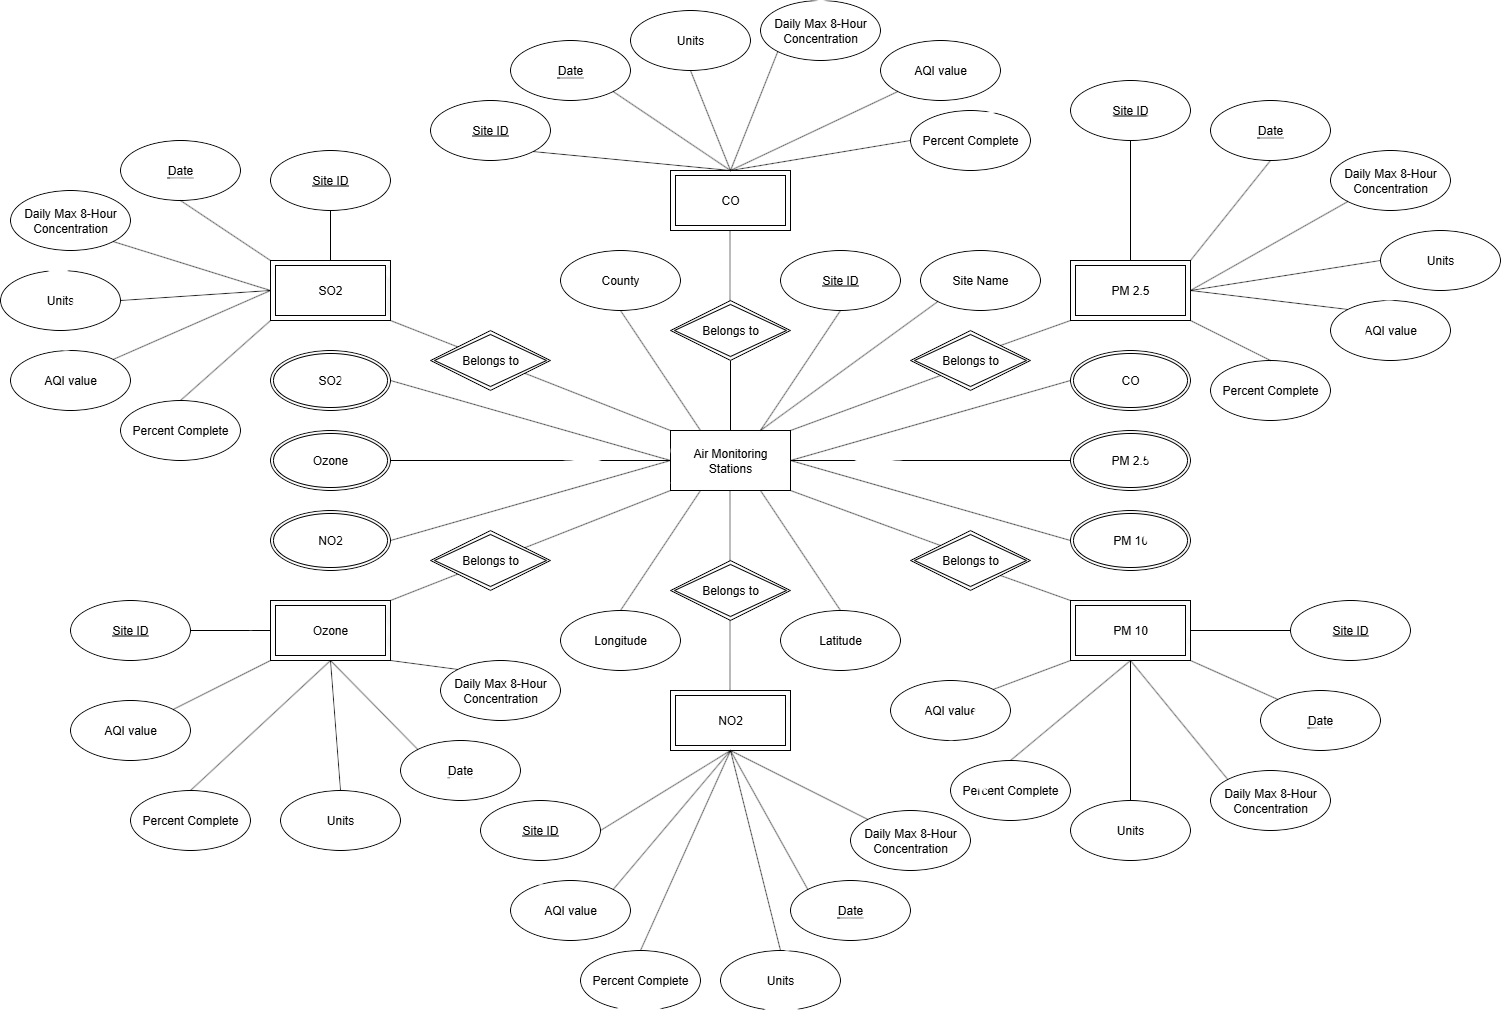 Daily Max 8-Hour
Concentration
Units
Date
AQI value
Site ID
Percent Complete
CO
Site ID
Date
Daily Max 8-Hour
Concentration
Units
PM 2.5
AQI value
Percent Complete
Date
Site ID
Daily Max 8-Hour
Concentration
Units
SO2
AQI value
Percent Complete
County
Site ID
Site Name
Belongs to
Belongs to
Belongs to
SO2
CO
Ozone
Air Monitoring
Stations
PM 2.5
NO2
PM 10
Belongs to
Belongs to
Belongs to
Longitude
Latitude
Site ID
Ozone
Daily Max 8-Hour
Concentration
AQI value
Date
Percent Complete
Units
PM 10
Site ID
AQI value
Date
Percent Complete
Daily Max 8-Hour
Concentration
Units
NO2
Site ID
Daily Max 8-Hour
Concentration
AQI value
Date
Percent Complete
Units